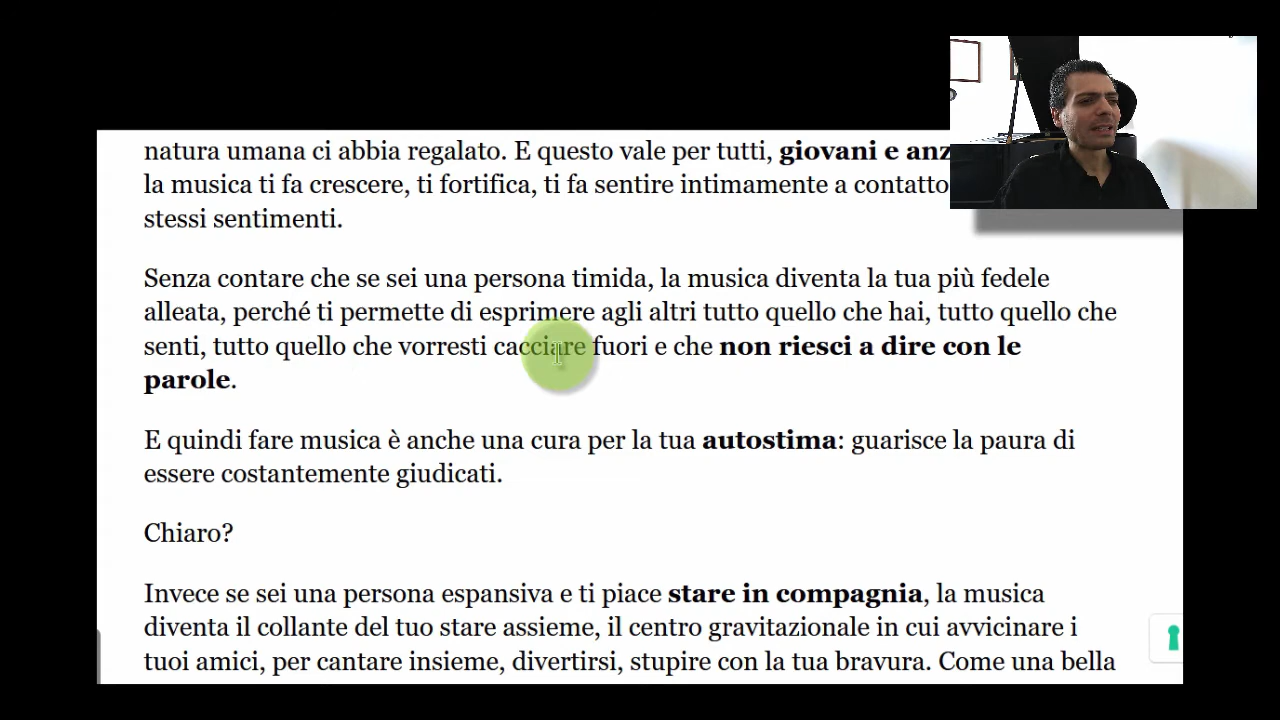 natura umana ci abbia regalato. E questo vale per tutti, giovani e
la musica ti fa crescere, ti fortifica, ti fa sentire intimamente a contatto
stessi sentimenti.
Senza contare che se sei una persona timida, la musica diventa la tua più fedele
alleata, perché ti permette di esprimere agli altri tutto quello che hai, tutto quello che
senti, tutto quello che vorresti cacciare fuori e che non riesci a dire con le
parole.
E quindi fare musica è anche una cura per la tua autostima: guarisce la paura di
essere costantemente giudicati.
Chiaro?
Invece se sei una persona espansiva e ti piace stare in compagnia, la musica
diventa il collante del tuo stare assieme, il centro gravitazionale in cui avvicinare i
tuoi amici, per cantare insieme, divertirsi, stupire con la tua bravura. Come una bella